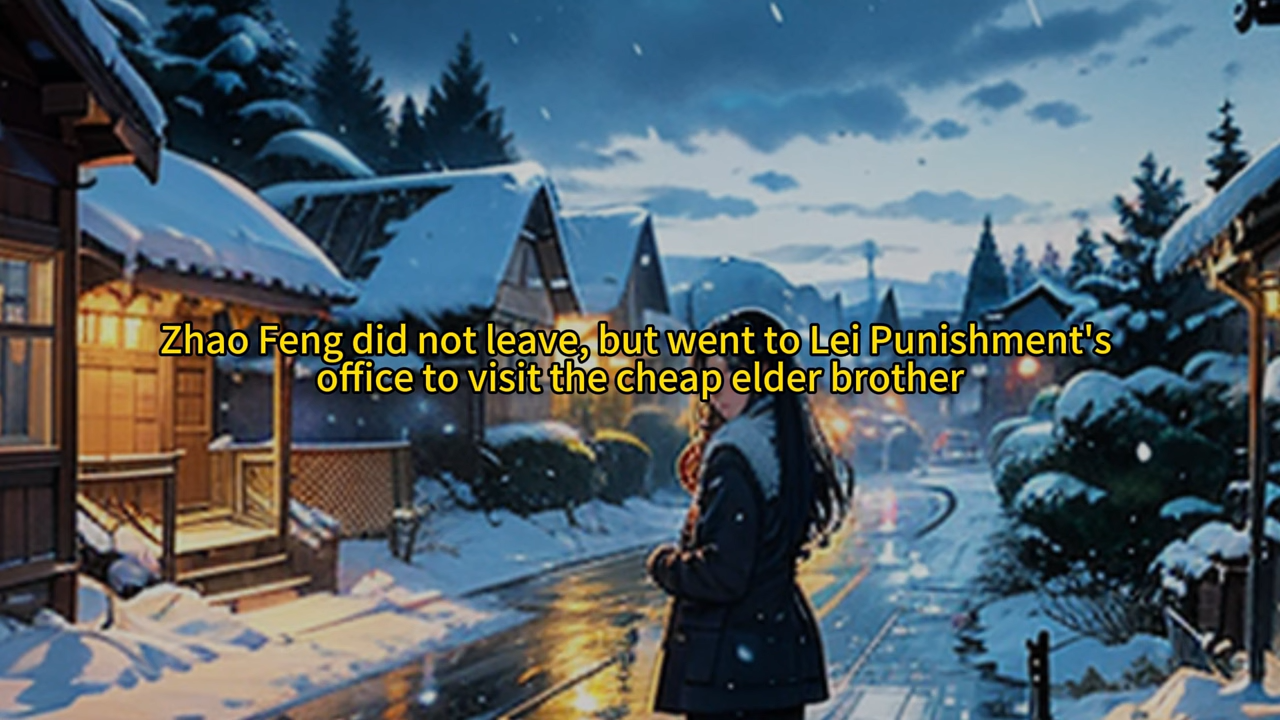 Zhao Feng did not leave, but went to Lei Punishment's
office to visit the cheap elder brother